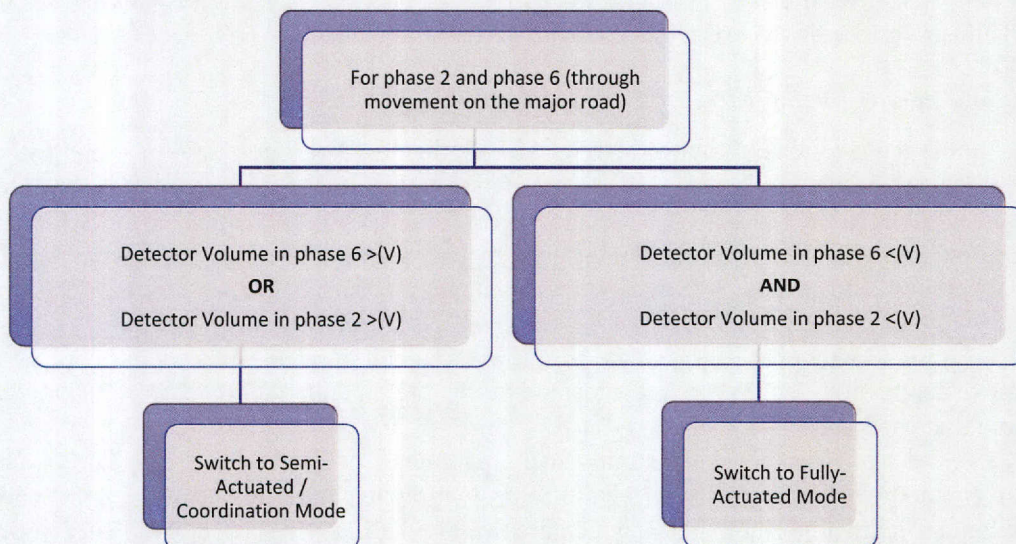 For phase 2 and phase 6 (through
movement on the major road)
Detector Volume in phase 6 >(V)
OR
Detector Volume in phase 2 >(V)
Detector Volume in phase 6 <(V)
AND
Detector Volume in phase 2 <(V)
Switch to Semi-
Actuated /
Coordination Mode
Switch to Fully-
Actuated Mode